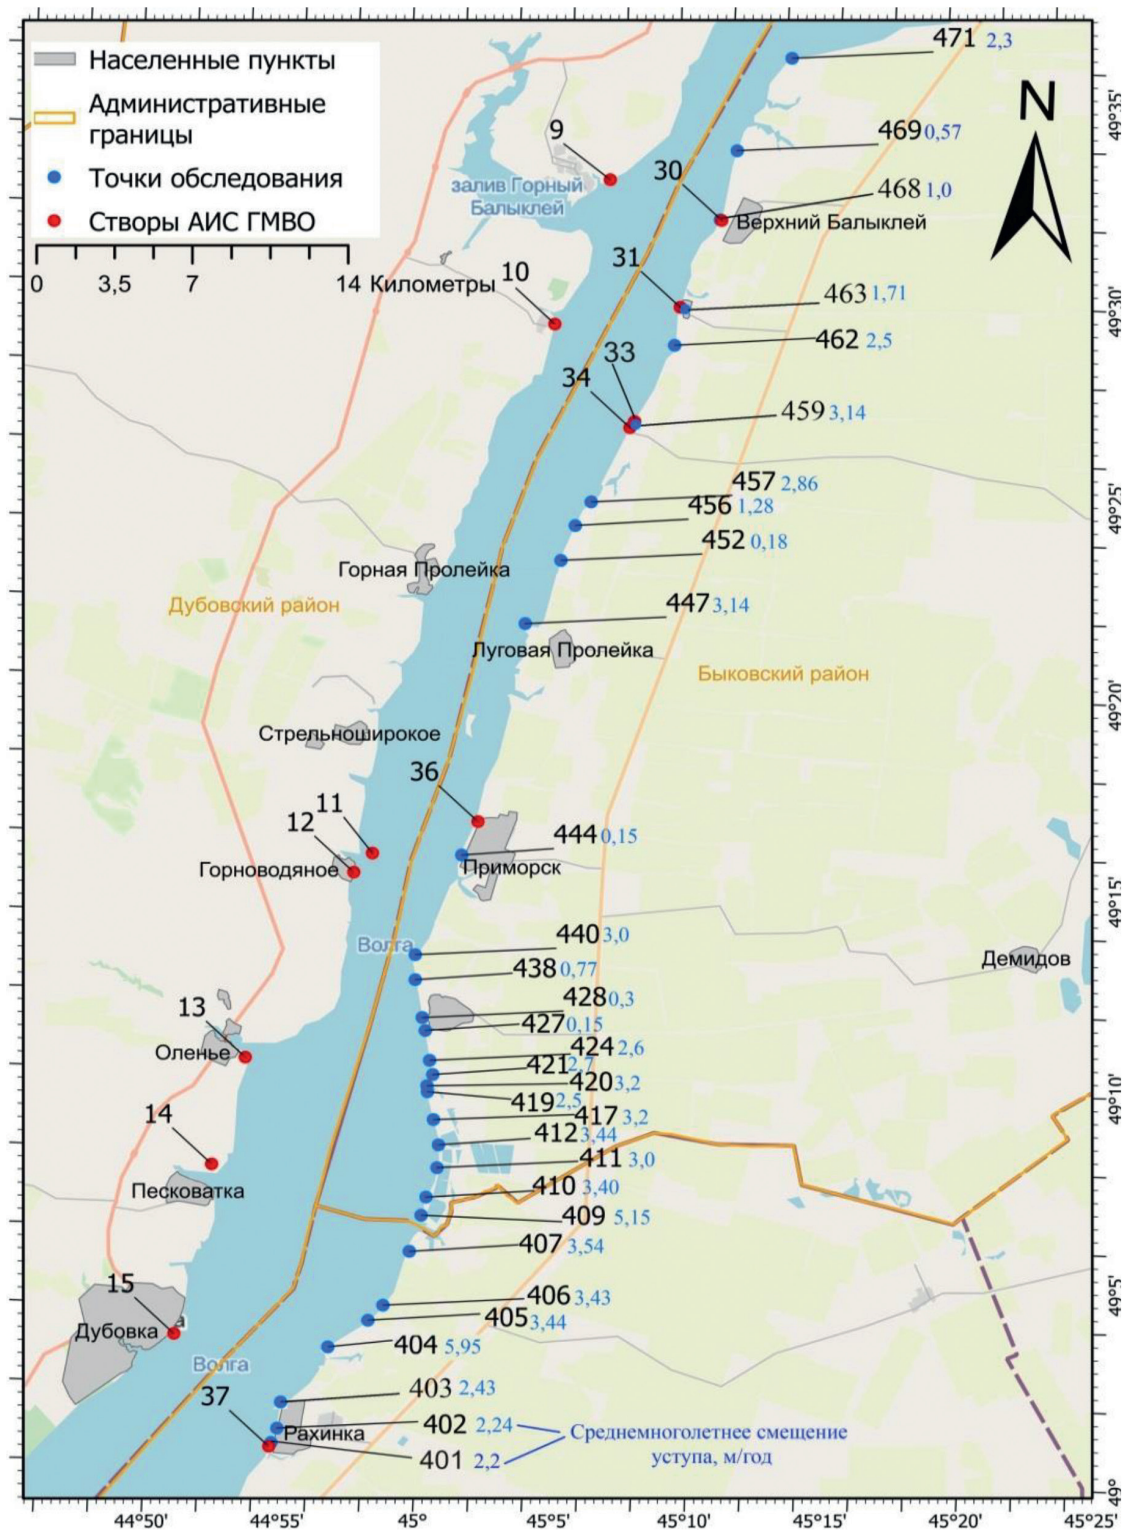 Населенные пункты
Административные
границы
Точки обследования
Створы АИС ГМВО
0 3,5 7 14 Километры
N
471 2,3
469 0,57
9
30
468 1,0
залив Горный
Балыклей
Верхний Балыклей
31
10
463 1,71
462 2,5
33
34
459 3,14
457 2,86
456 1,28
452 0,18
Горная Пролейка
Дубовский район
447 3,14
Луговая Пролейка
Быковский район
Стрельноширокое
36
11
12
444 0,15
Горноводяное
Приморск
Волга
440 3,0
438 0,77
Демидов
428 0,3
427 0,15
13
Оленье
424 2,6
421 2,7
420 3,2
419 2,5
417 3,2
412 3,44
411 3,0
14
Песковатка
410 3,40
409 5,15
407 3,54
15
406 3,43
405 3,44
Дубовка
404 5,95
Волга
403 2,43
37
402 2,24
Рахинка
401 2,2
Среднемноголетнее смещение
уступа, м/год
49°35'
49°30'
49°25'
49°20'
49°15'
49°10'
49°5'
49°
44°50' 44°55' 45° 45°5' 45°10' 45°15' 45°20' 45°25'